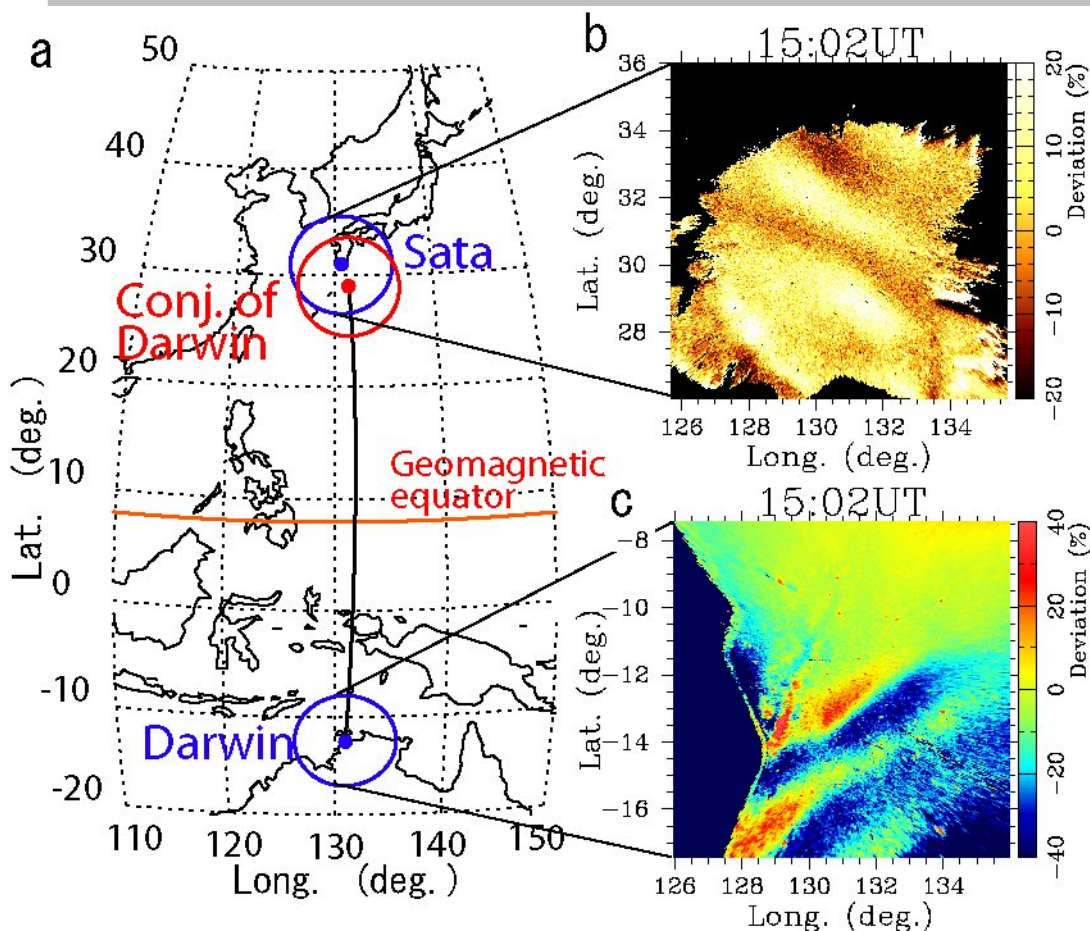 a
50
40
30
20
10
0
-10
-20
Lat. (deg.)
110 120 130 140 150
Long. (deg.)
Sata
Conj. of
Darwin
Geomagnetic
equator
Darwin
b
15:02UT
36
34
32
30
28
Lat. (deg.)
126 128 130 132 134
Long. (deg.)
20
10
0
-10
-20
Deviation (%)
c
15:02UT
-8
-10
-12
-14
-16
Lat. (deg.)
126 128 130 132 134
Long. (deg.)
40
20
0
-20
-40
Deviation (%)